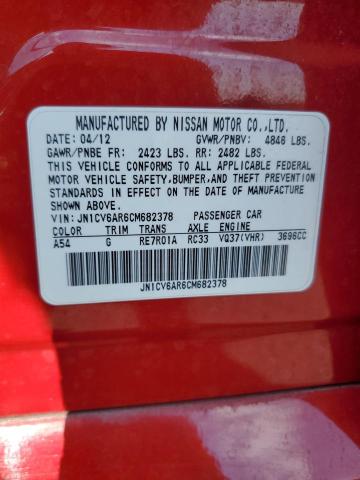 MANUFACTURED BY NISSAN MOTOR CO.,LTD.
DATE: 04/12 GVWR/PNBV: 4846 LBS.
GAWR/PNBE FR: 2423 LBS. RR: 2482 LBS.
THIS VEHICLE CONFORMS TO ALL APPLICABLE FEDERAL
MOTOR VEHICLE SAFETY,BUMPER,AND THEFT PREVENTION
STANDARDS IN EFFECT ON THE DATE OF MANUFACTURE
SHOWN ABOVE.
VIN: JN1CV6AR6CM682378 PASSENGER CAR
COLOR TRIM TRANS AXLE ENGINE
A54 G RE7R01A RC33 VQ37(VHR) 3696CC
JN1CV6AR6CM682378